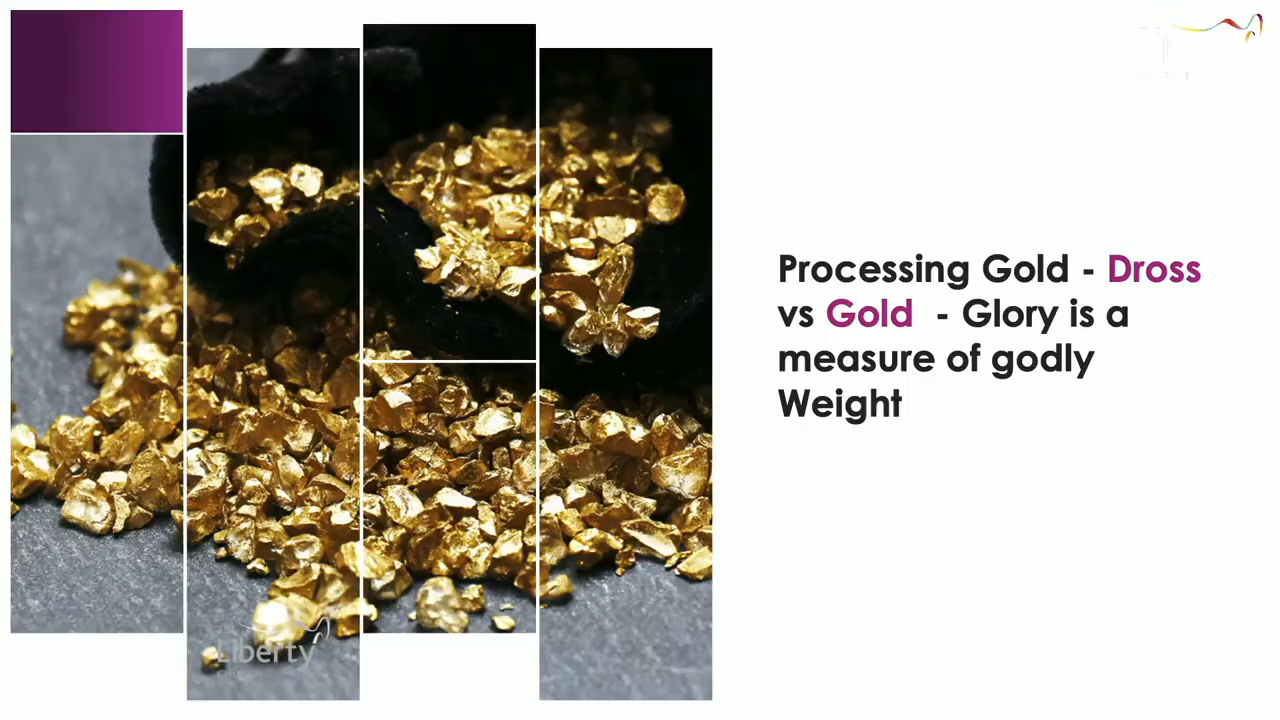 Processing Gold - Dross
vs Gold - Glory is a
measure of godly
Weight
Liberty